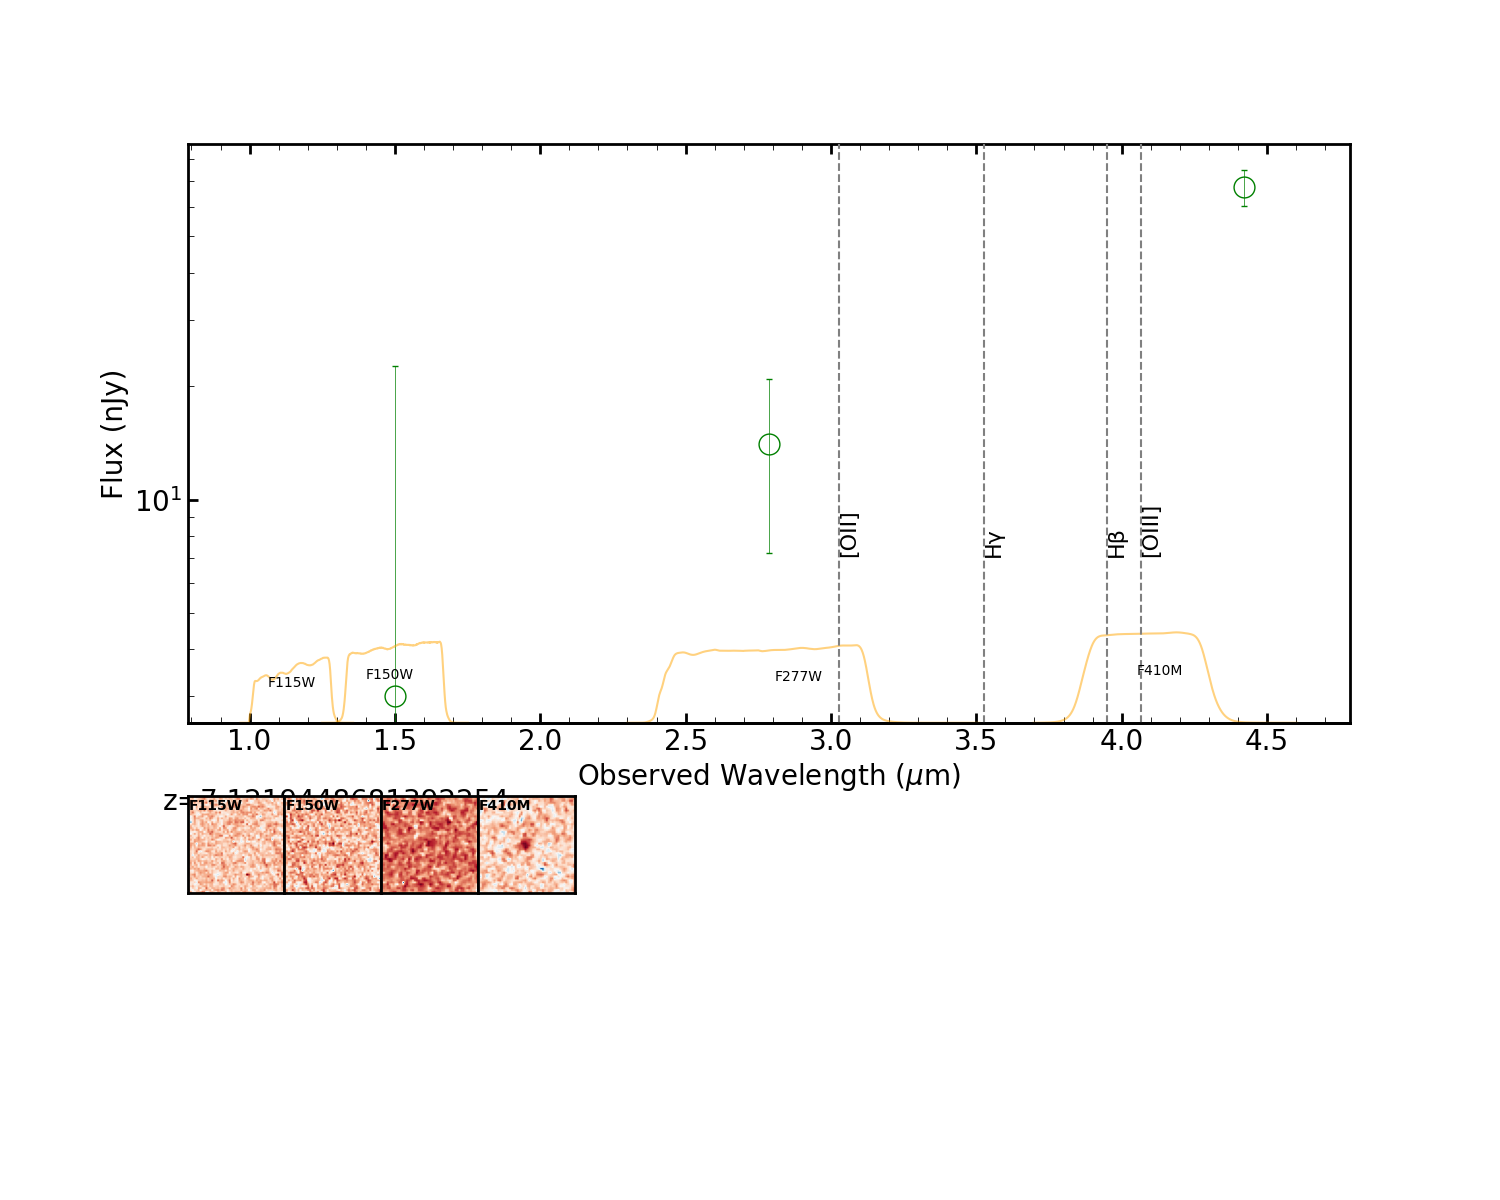 Flux (nJy)
10¹
F115W
F150W
F277W
F410M
[OII]
Hγ
Hβ
[OIII]
1.0 1.5 2.0 2.5 3.0 3.5 4.0 4.5
Observed Wavelength (μm)
F115W F150W F277W F410M